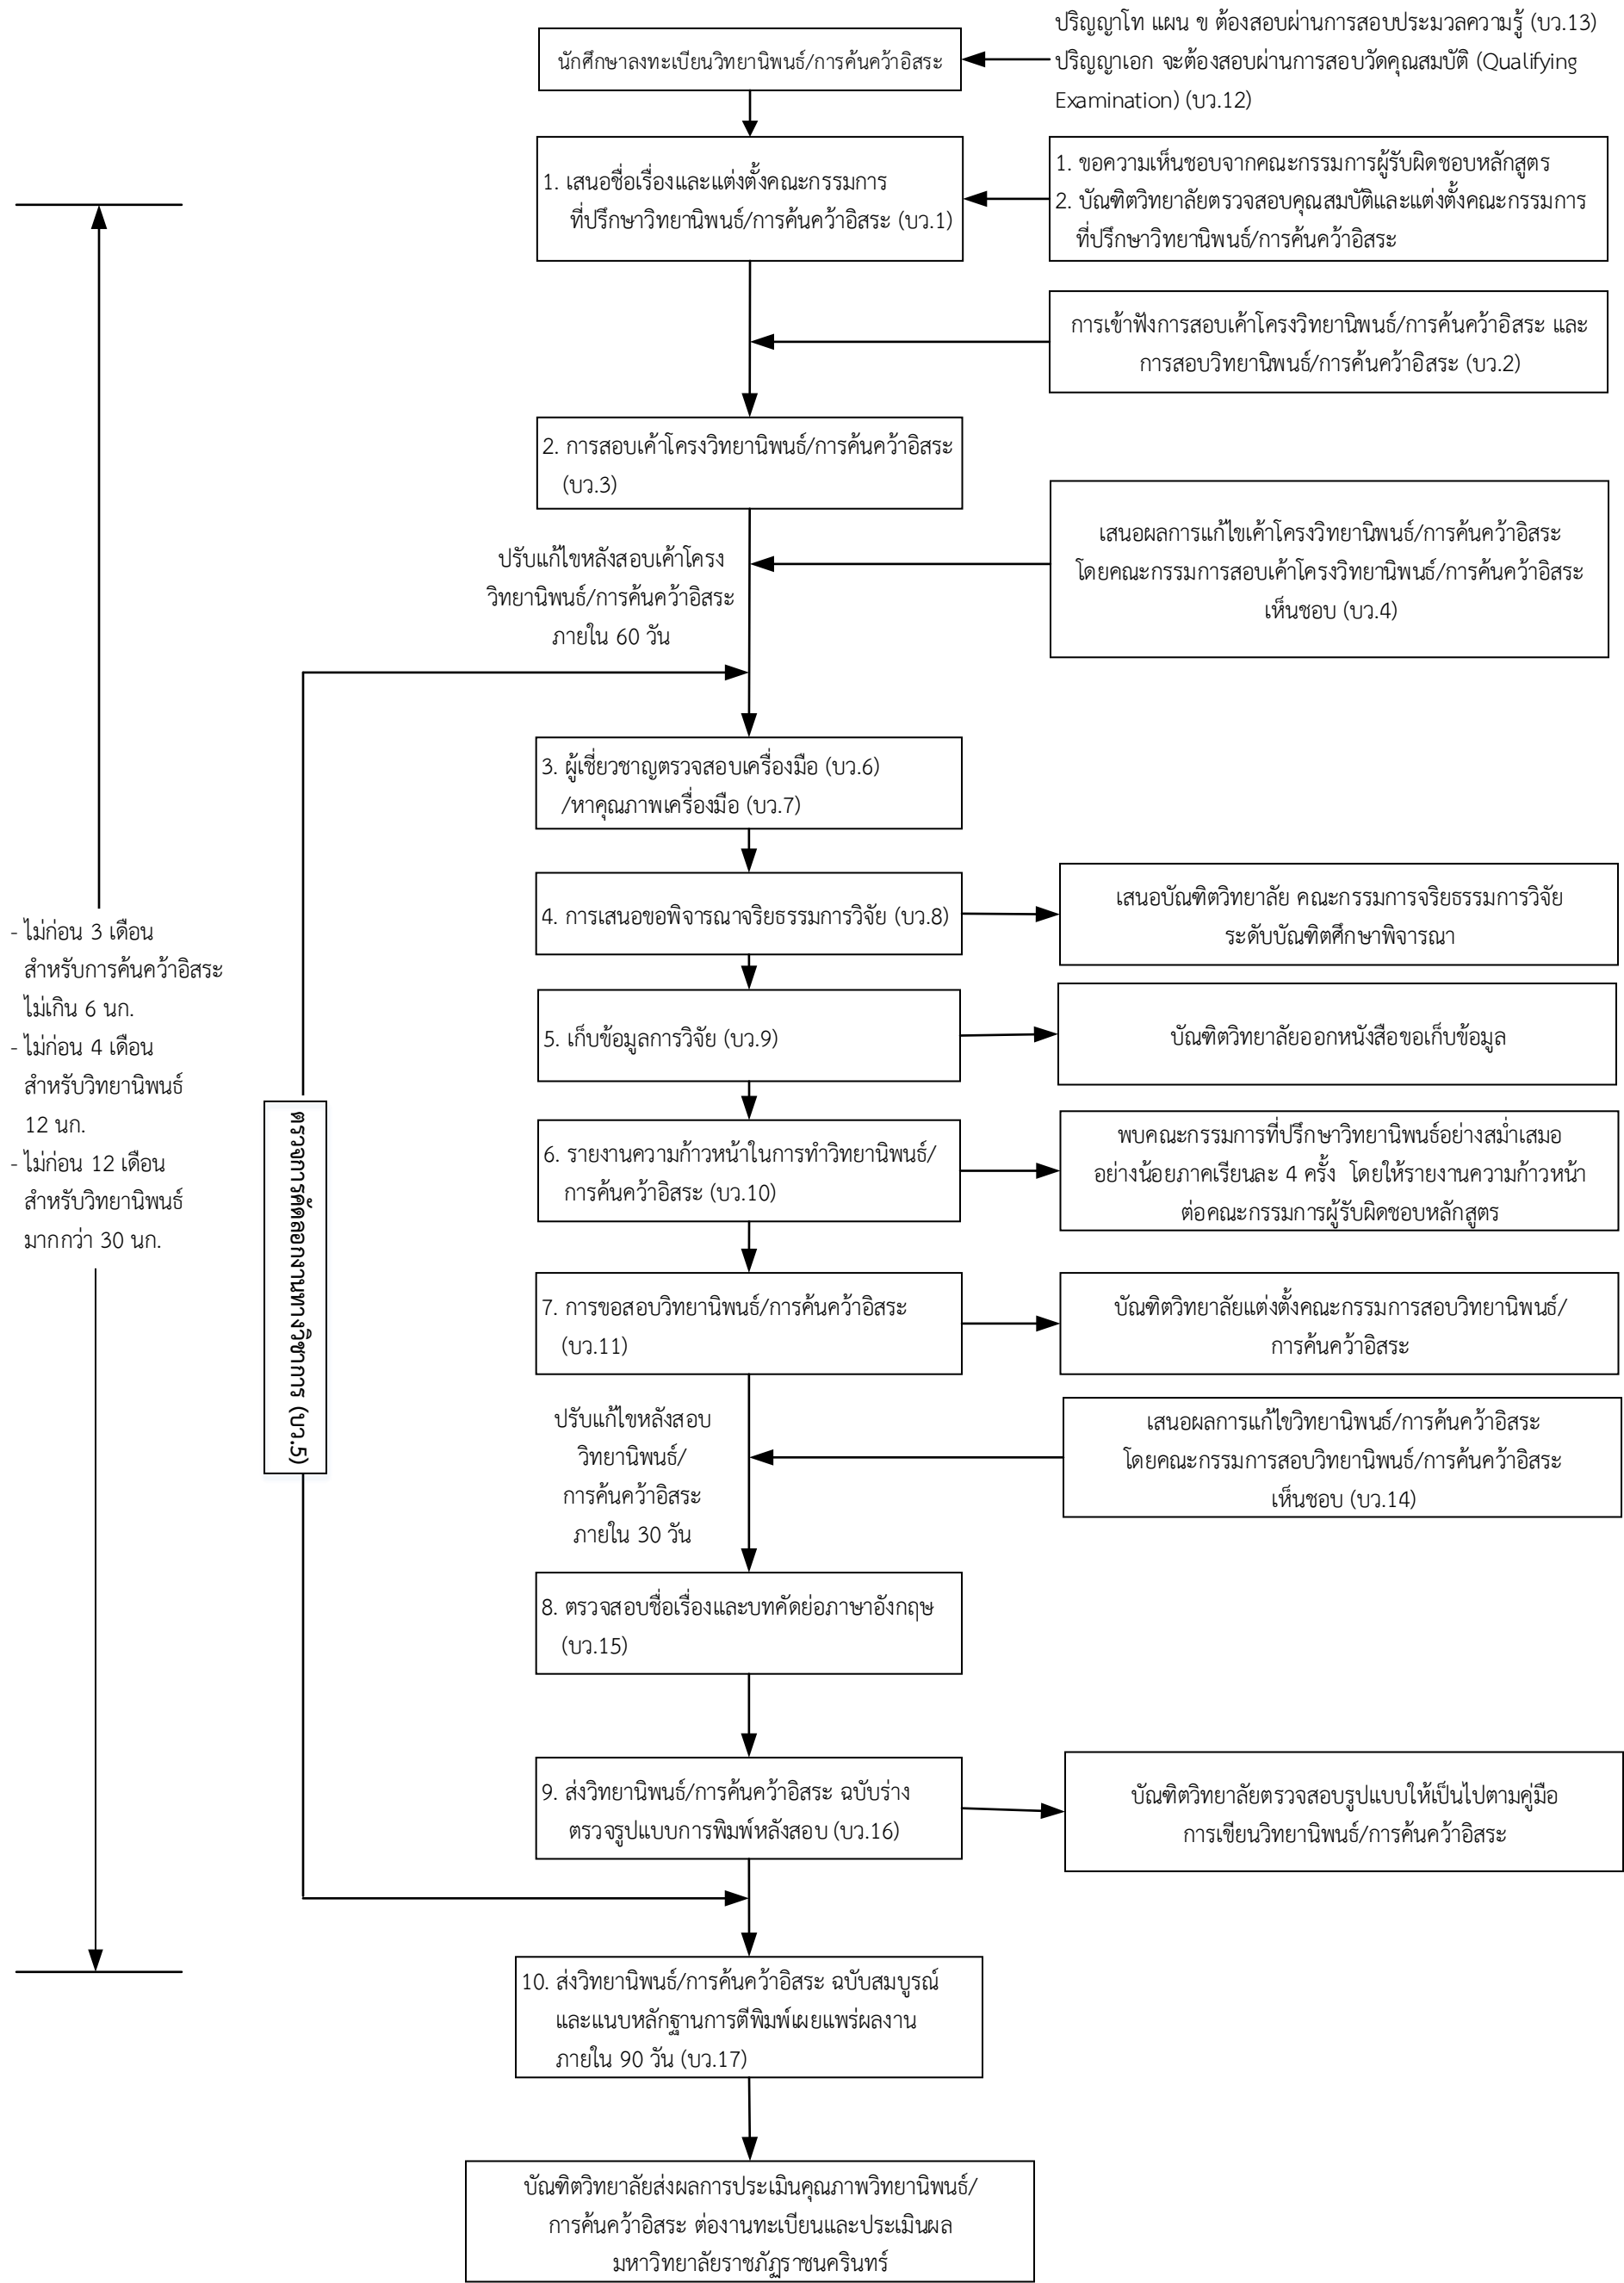 นักศึกษาลงทะเบียนวิทยานิพนธ์/การค้นคว้าอิสระ
ปริญญาโท แผน ข ต้องสอบผ่านการสอบประมวลความรู้ (บว.13)
ปริญญาเอก จะต้องสอบผ่านการสอบวัดคุณสมบัติ (Qualifying
Examination) (บว.12)
1. เสนอชื่อเรื่องและแต่งตั้งคณะกรรมการ
ที่ปรึกษาวิทยานิพนธ์/การค้นคว้าอิสระ (บว.1)
1. ขอความเห็นชอบจากคณะกรรมการผู้รับผิดชอบหลักสูตร
2. บัณฑิตวิทยาลัยตรวจสอบคุณสมบัติและแต่งตั้งคณะกรรมการ
ที่ปรึกษาวิทยานิพนธ์/การค้นคว้าอิสระ
การเข้าฟังการสอบเค้าโครงวิทยานิพนธ์/การค้นคว้าอิสระ และ
การสอบวิทยานิพนธ์/การค้นคว้าอิสระ (บว.2)
2. การสอบเค้าโครงวิทยานิพนธ์/การค้นคว้าอิสระ
(บว.3)
ปรับแก้ไขหลังสอบเค้าโครง
วิทยานิพนธ์/การค้นคว้าอิสระ
ภายใน 60 วัน
เสนอผลการแก้ไขเค้าโครงวิทยานิพนธ์/การค้นคว้าอิสระ
โดยคณะกรรมการสอบเค้าโครงวิทยานิพนธ์/การค้นคว้าอิสระ
เห็นชอบ (บว.4)
3. ผู้เชี่ยวชาญตรวจสอบเครื่องมือ (บว.6)
/หาคุณภาพเครื่องมือ (บว.7)
4. การเสนอขอพิจารณาจริยธรรมการวิจัย (บว.8)
เสนอบัณฑิตวิทยาลัย คณะกรรมการจริยธรรมการวิจัย
ระดับบัณฑิตศึกษาพิจารณา
- ไม่ก่อน 3 เดือน
สำหรับการค้นคว้าอิสระ
ไม่เกิน 6 นก.
- ไม่ก่อน 4 เดือน
สำหรับวิทยานิพนธ์
12 นก.
- ไม่ก่อน 12 เดือน
สำหรับวิทยานิพนธ์
มากกว่า 30 นก.
ตรวจการคัดลอกงานทางวิชาการ (บว.5)
5. เก็บข้อมูลการวิจัย (บว.9)
บัณฑิตวิทยาลัยออกหนังสือขอเก็บข้อมูล
6. รายงานความก้าวหน้าในการทำวิทยานิพนธ์/
การค้นคว้าอิสระ (บว.10)
พบคณะกรรมการที่ปรึกษาวิทยานิพนธ์อย่างสม่ำเสมอ
อย่างน้อยภาคเรียนละ 4 ครั้ง โดยให้รายงานความก้าวหน้า
ต่อคณะกรรมการผู้รับผิดชอบหลักสูตร
7. การขอสอบวิทยานิพนธ์/การค้นคว้าอิสระ
(บว.11)
บัณฑิตวิทยาลัยแต่งตั้งคณะกรรมการสอบวิทยานิพนธ์/
การค้นคว้าอิสระ
ปรับแก้ไขหลังสอบ
วิทยานิพนธ์/
การค้นคว้าอิสระ
ภายใน 30 วัน
เสนอผลการแก้ไขวิทยานิพนธ์/การค้นคว้าอิสระ
โดยคณะกรรมการสอบวิทยานิพนธ์/การค้นคว้าอิสระ
เห็นชอบ (บว.14)
8. ตรวจสอบชื่อเรื่องและบทคัดย่อภาษาอังกฤษ
(บว.15)
9. ส่งวิทยานิพนธ์/การค้นคว้าอิสระ ฉบับร่าง
ตรวจรูปแบบการพิมพ์หลังสอบ (บว.16)
บัณฑิตวิทยาลัยตรวจสอบรูปแบบให้เป็นไปตามคู่มือ
การเขียนวิทยานิพนธ์/การค้นคว้าอิสระ
10. ส่งวิทยานิพนธ์/การค้นคว้าอิสระ ฉบับสมบูรณ์
และแนบหลักฐานการตีพิมพ์เผยแพร่ผลงาน
ภายใน 90 วัน (บว.17)
บัณฑิตวิทยาลัยส่งผลการประเมินคุณภาพวิทยานิพนธ์/
การค้นคว้าอิสระ ต่องานทะเบียนและประเมินผล
มหาวิทยาลัยราชภัฏราชนครินทร์